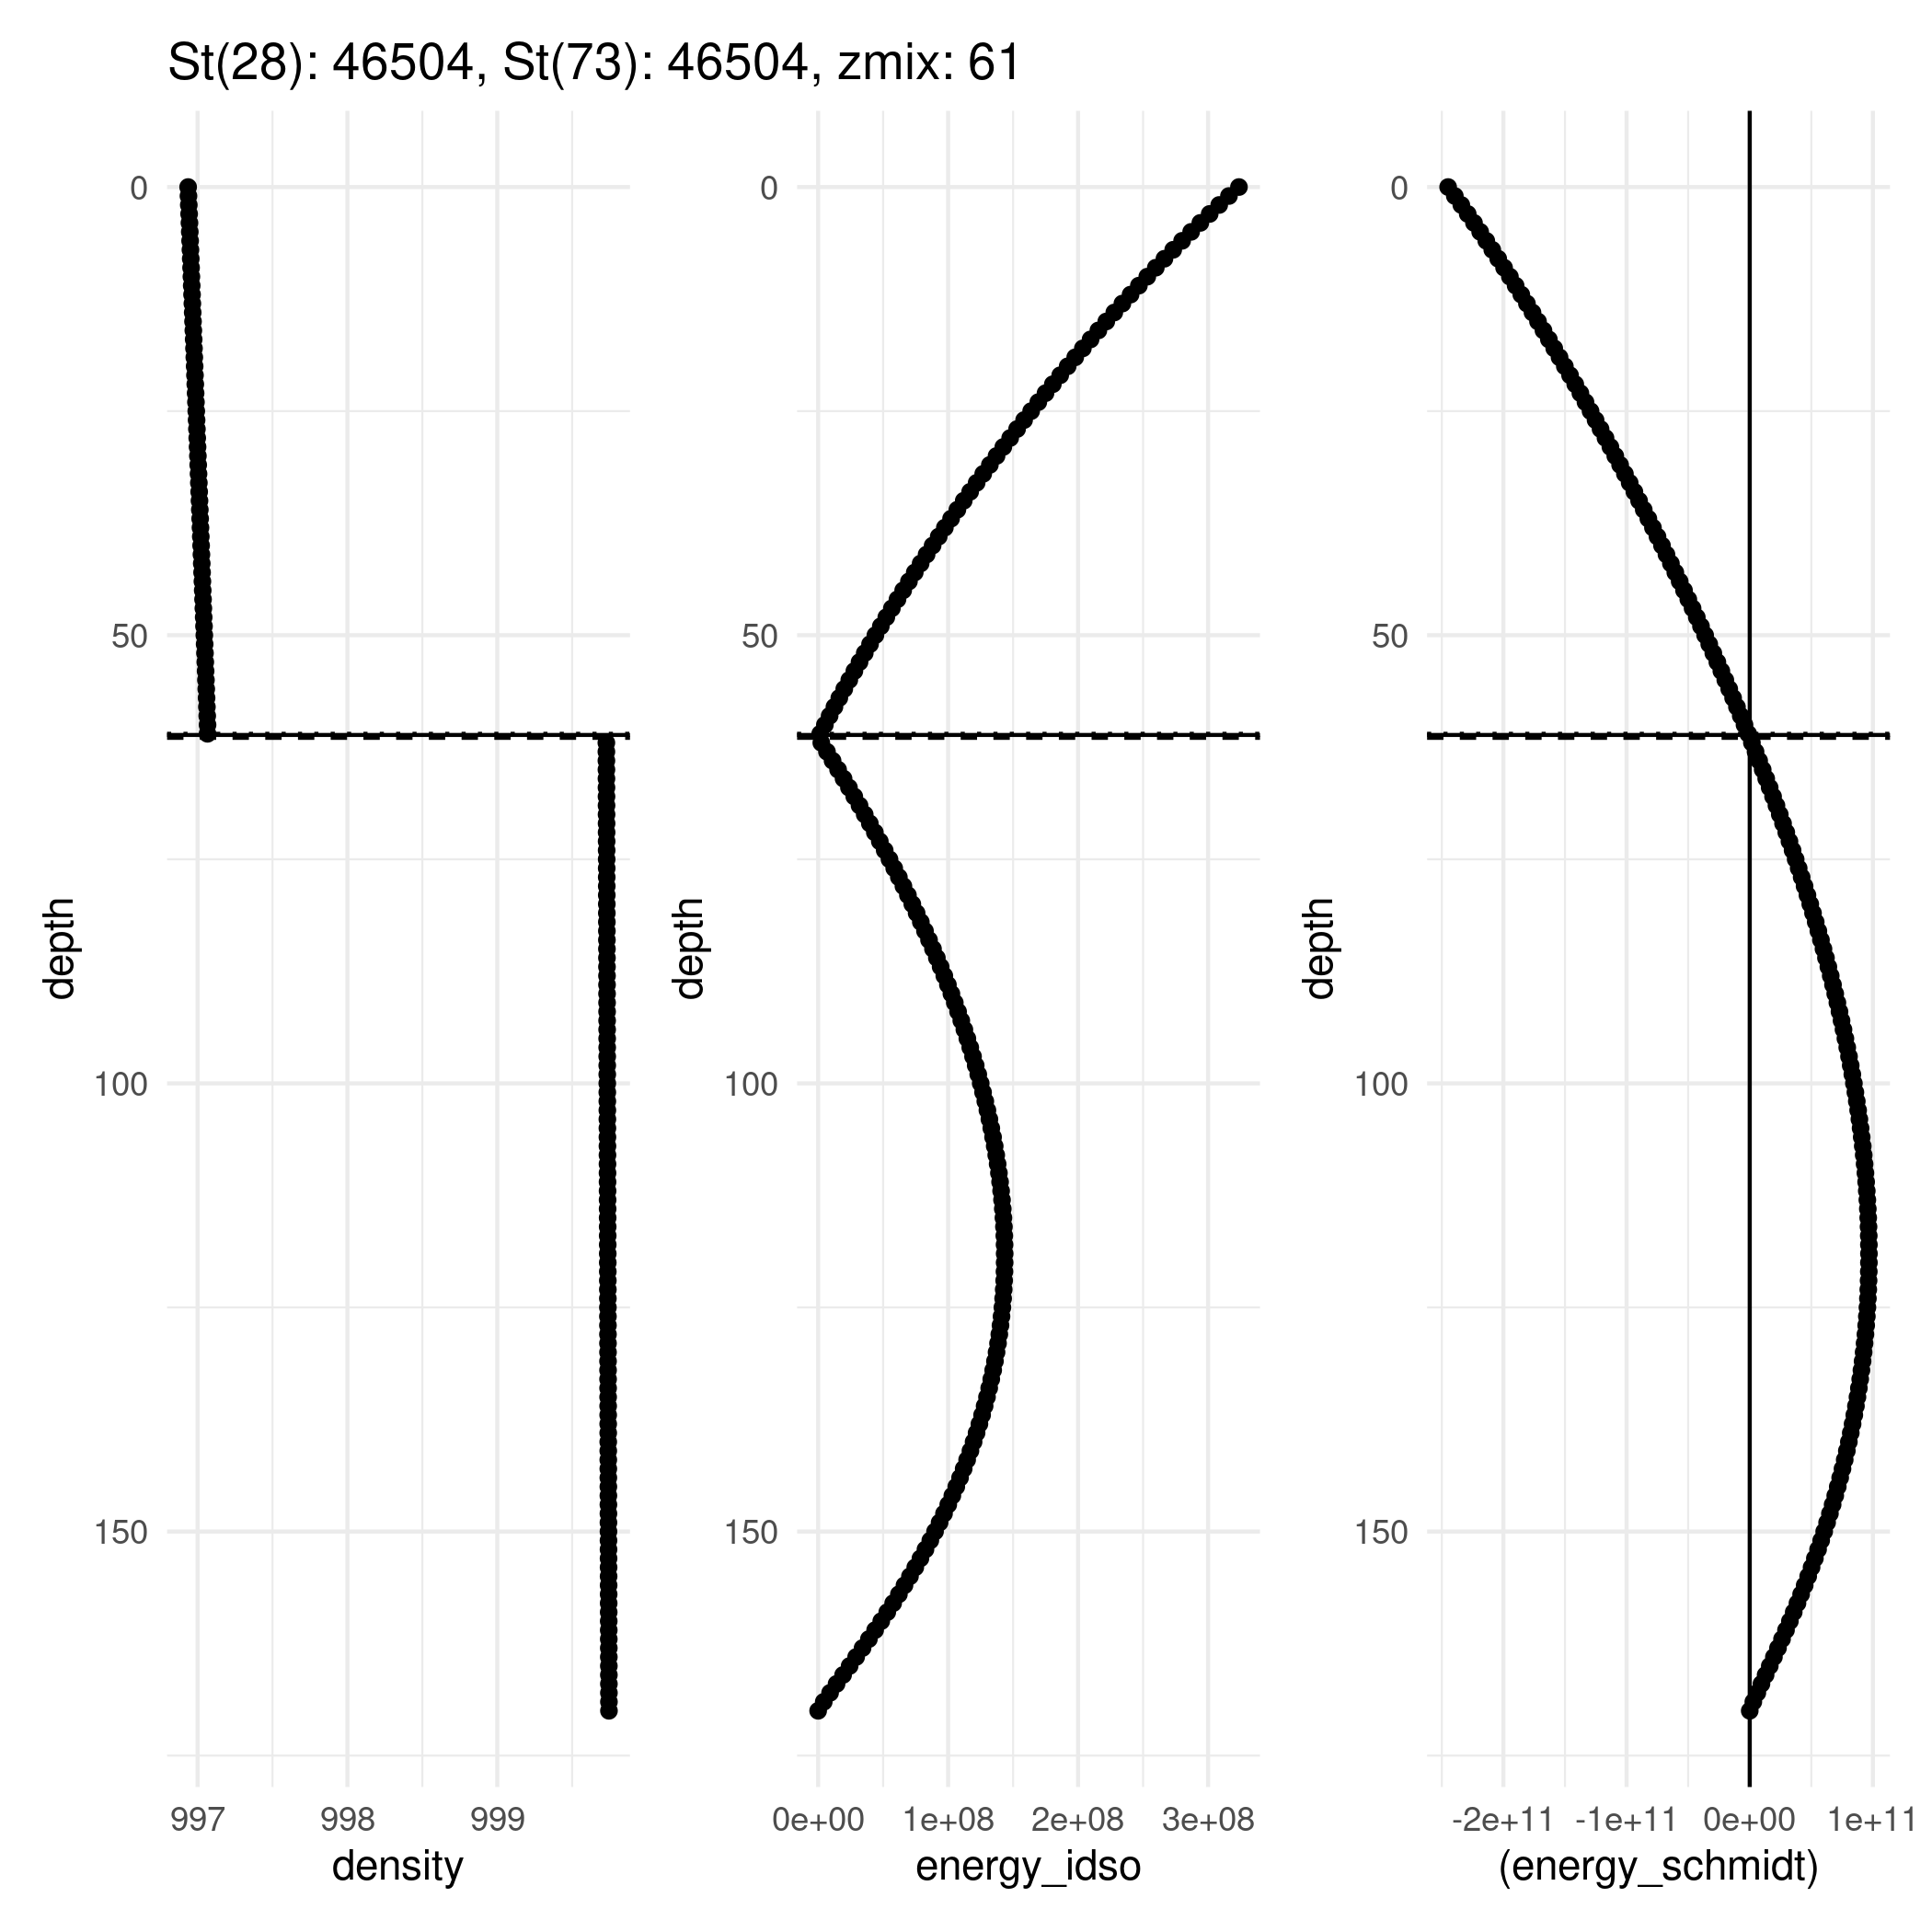 St(28): 46504, St(73): 46504, zmix: 61
0
50
100
150
depth
997 998 999
density
0
50
100
150
depth
0e+00 1e+08 2e+08 3e+08
energy_idso
0
50
100
150
depth
-2e+11 -1e+11 0e+00 1e+11
(energy_schmidt)